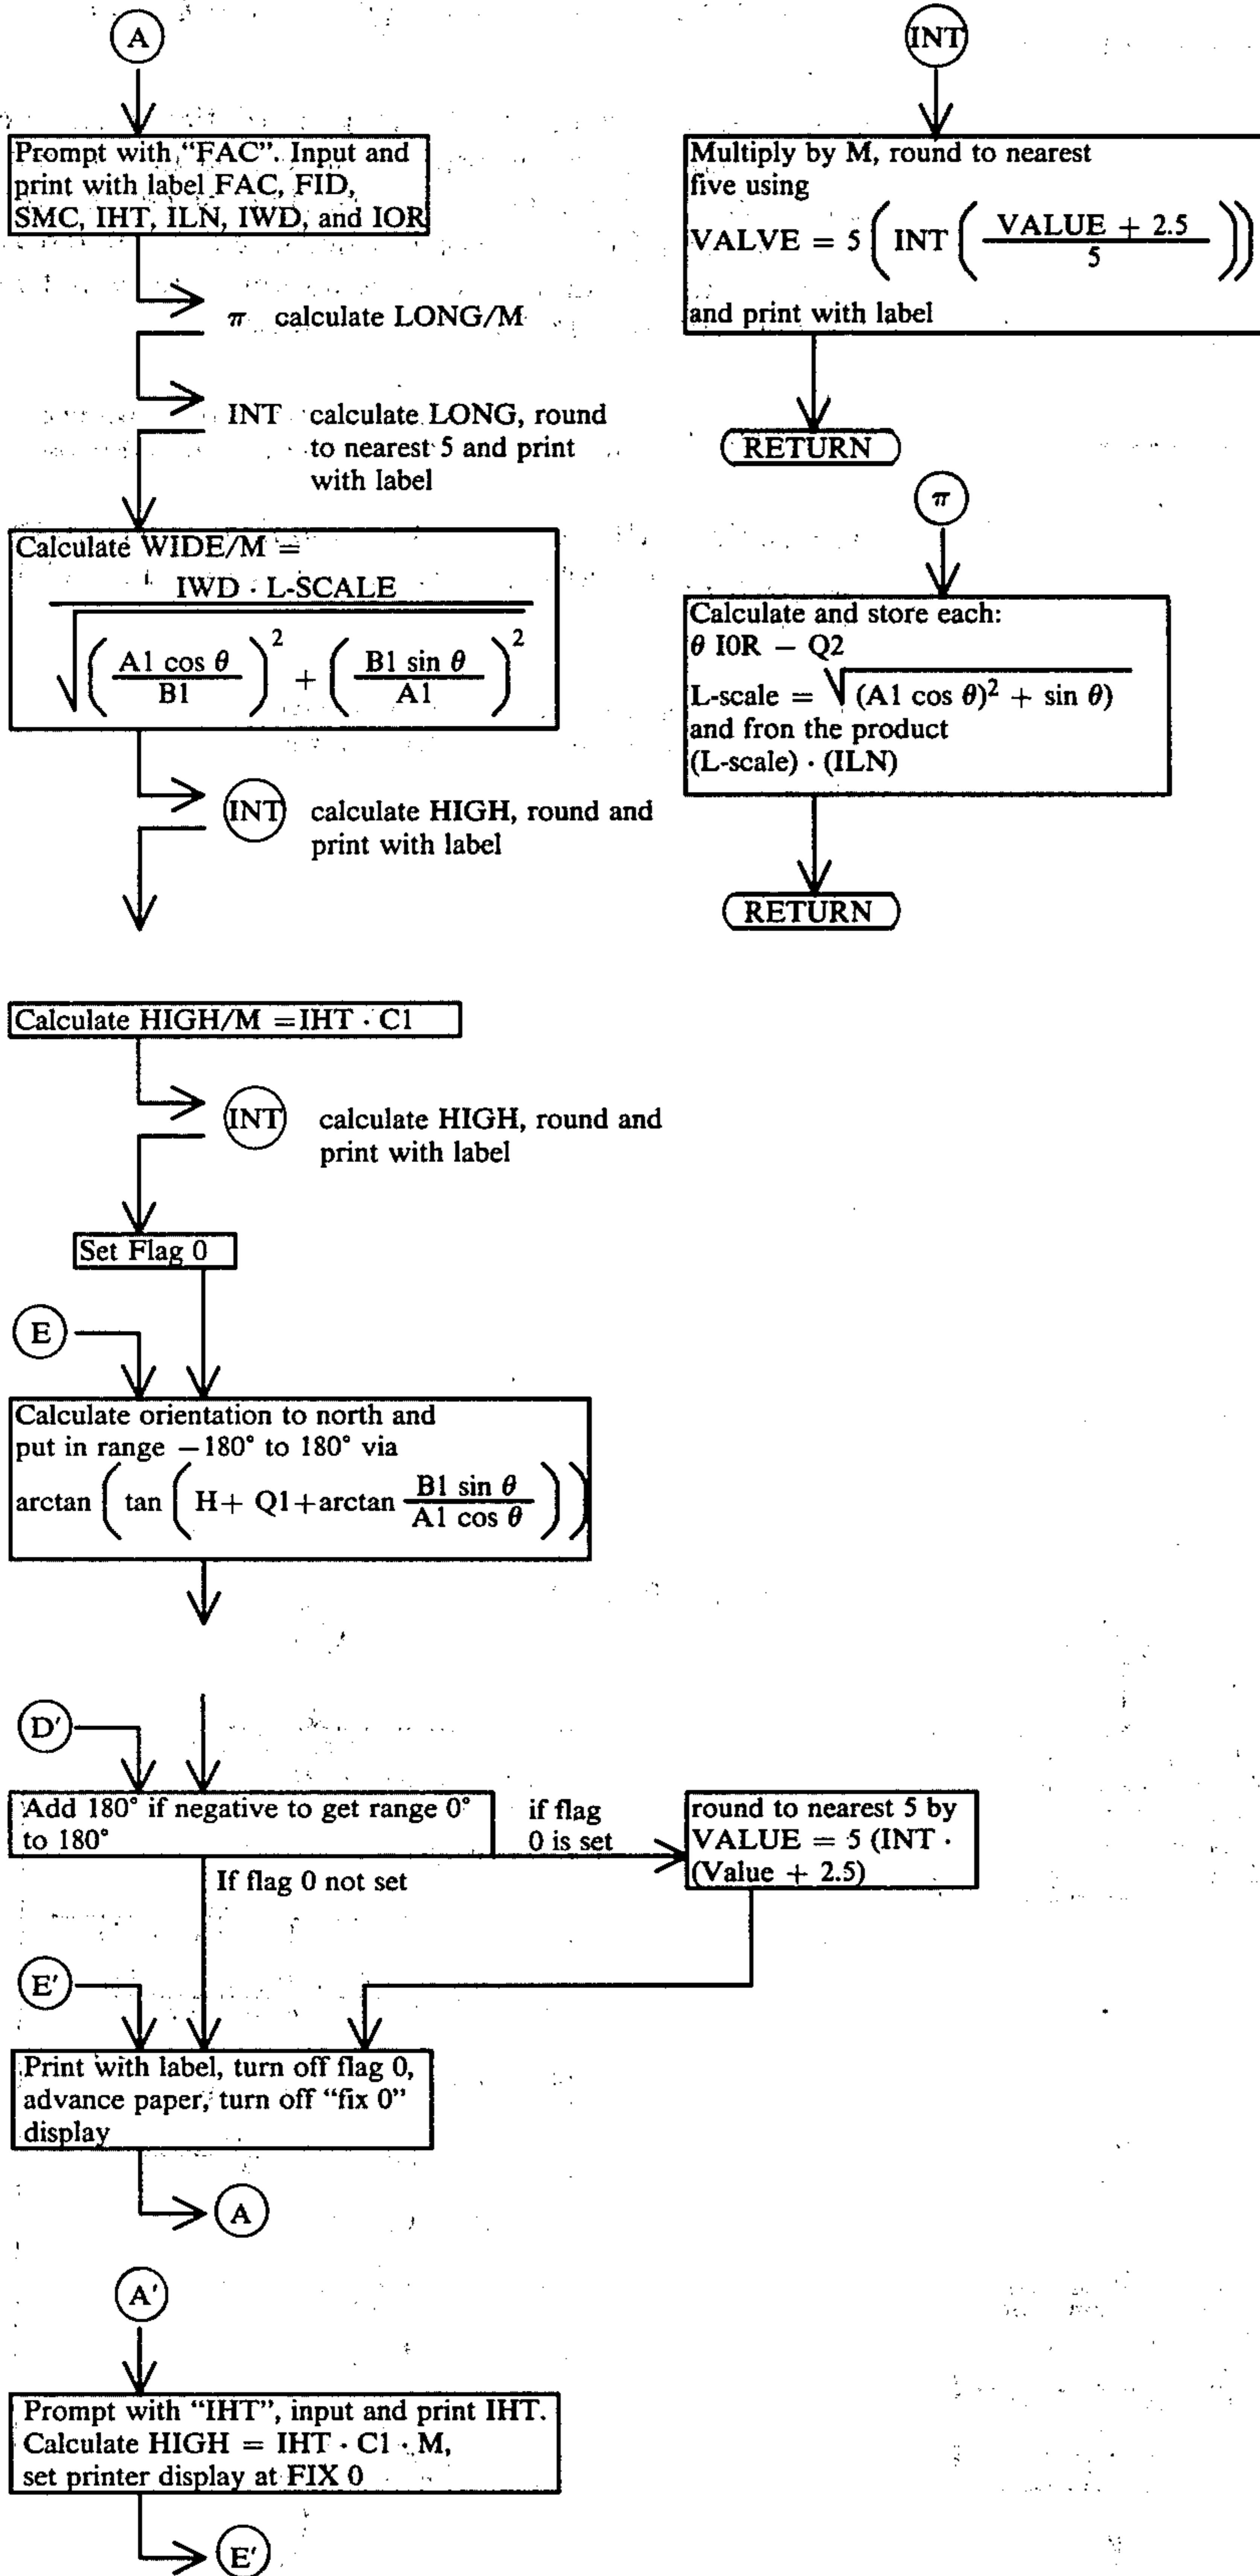 A
Prompt with "FAC". Input and
print with label FAC, FID,
SMC, IHT, ILN, IWD, and IOR
π calculate LONG/M
INT calculate LONG, round
to nearest 5 and print
with label
Calculate WIDE/M =
IWD · L-SCALE
√ ( A1 cos θ / B1 )² + ( B1 sin θ / A1 )²
INT calculate HIGH, round and
print with label
Calculate HIGH/M = IHT · C1
INT calculate HIGH, round and
print with label
Set Flag 0
E
Calculate orientation to north and
put in range −180° to 180° via
arctan ( tan ( H+ Q1+arctan B1 sin θ / A1 cos θ ) )
D'
Add 180° if negative to get range 0°
to 180°
if flag
0 is set
round to nearest 5 by
VALUE = 5 (INT ·
(Value + 2.5)
If flag 0 not set
E'
Print with label, turn off flag 0,
advance paper, turn off "fix 0"
display
A
A'
Prompt with "IHT", input and print IHT.
Calculate HIGH = IHT · C1 · M,
set printer display at FIX 0
E'
INT
Multiply by M, round to nearest
five using
VALVE = 5 ( INT ( VALUE + 2.5 / 5 ) )
and print with label
RETURN
π
Calculate and store each:
θ I0R − Q2
L-scale = √ (A1 cos θ)² + sin θ)
and fron the product
(L-scale) · (ILN)
RETURN